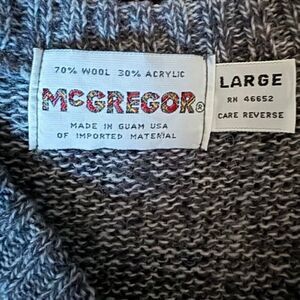 70% WOOL 30% ACRYLIC
McGREGOR®
MADE IN GUAM USA
OF IMPORTED MATERIAL
LARGE
RN 46652
CARE REVERSE